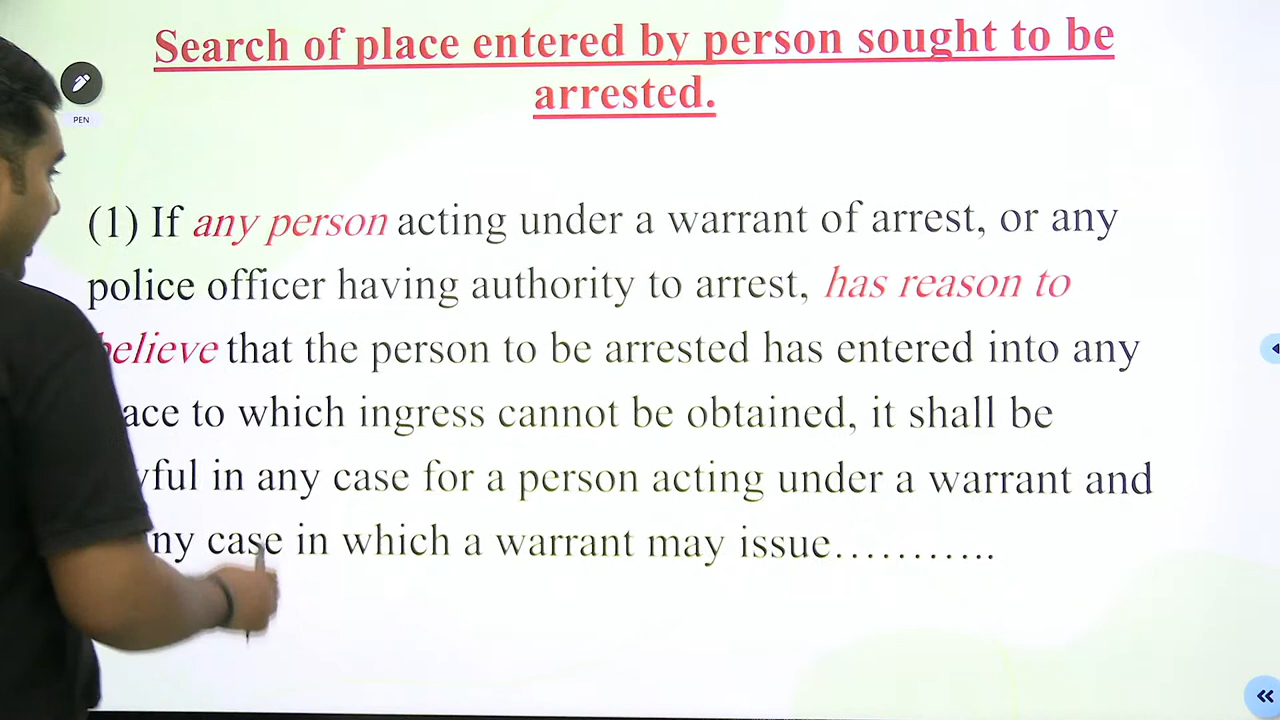 Search of place entered by person sought to be
arrested.
PEN
(1) If any person acting under a warrant of arrest, or any
police officer having authority to arrest, has reason to
believe that the person to be arrested has entered into any
ace to which ingress cannot be obtained, it shall be
ful in any case for a person acting under a warrant and
ny case in which a warrant may issue………..